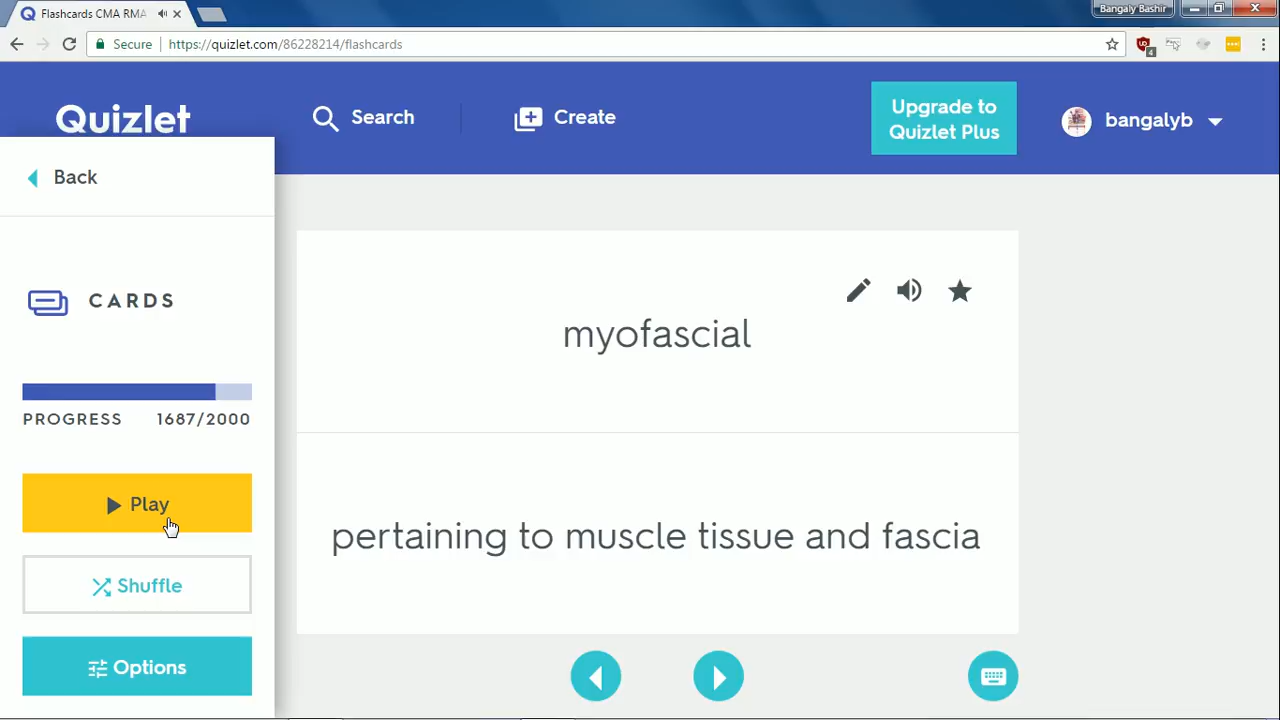 Flashcards CMA RMA
Bangaly Bashir
Secure
https://quizlet.com/86228214/flashcards
4
Quizlet
Search
Create
Upgrade to
Quizlet Plus
bangalyb
Back
CARDS
PROGRESS 1687/2000
Play
Shuffle
Options
myofascial
pertaining to muscle tissue and fascia